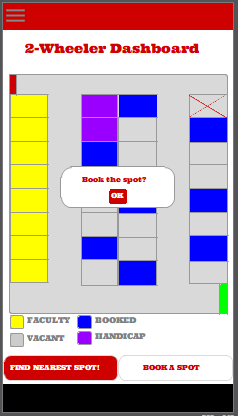 2-Wheeler Dashboard
Book the spot?
OK
FACULTY
BOOKED
VACANT
HANDICAP
FIND NEAREST SPOT!
BOOK A SPOT